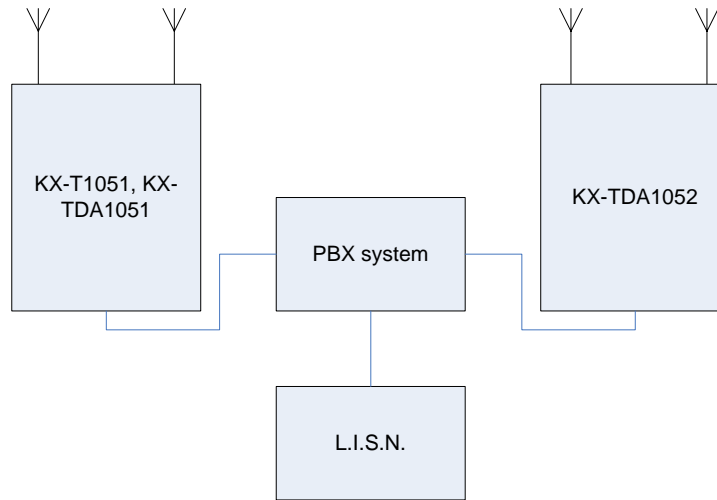 KX-T1051, KX-
TDA1051
KX-TDA1052
PBX system
L.I.S.N.